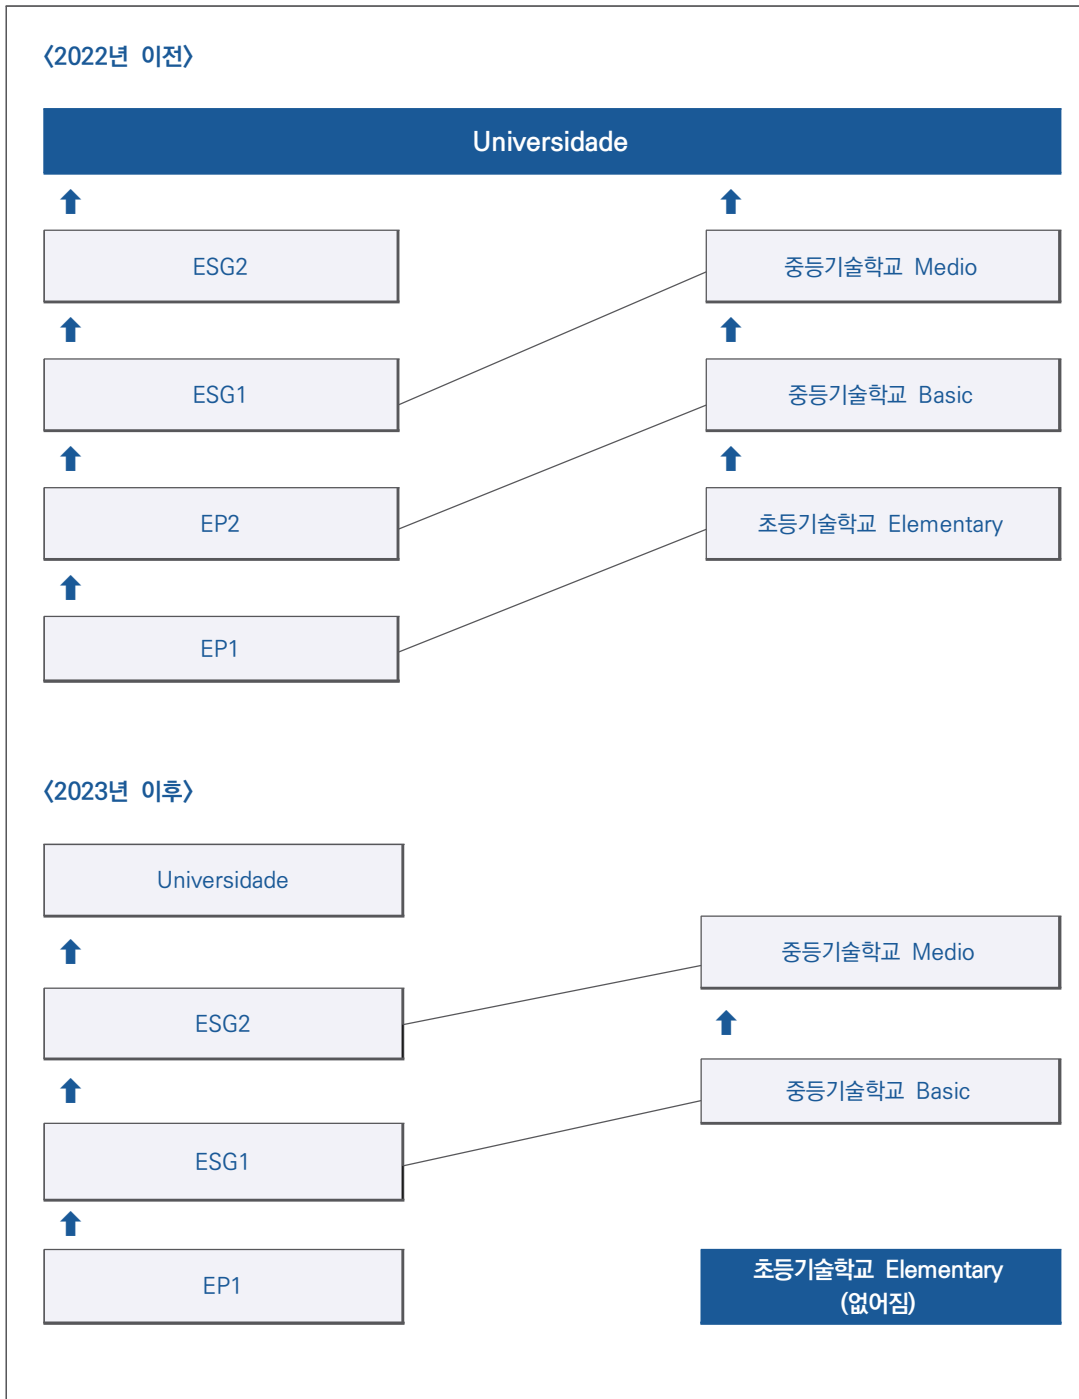 〈2022년 이전〉
Universidade
ESG2
중등기술학교 Medio
ESG1
중등기술학교 Basic
EP2
초등기술학교 Elementary
EP1
〈2023년 이후〉
Universidade
중등기술학교 Medio
ESG2
중등기술학교 Basic
ESG1
EP1
초등기술학교 Elementary
(없어짐)